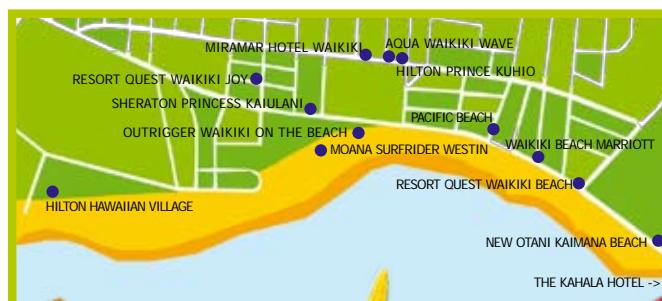 MIRAMAR HOTEL WAIKIKI
AQUA WAIKIKI WAVE
HILTON PRINCE KUHIO
RESORT QUEST WAIKIKI JOY
SHERATON PRINCESS KAIULANI
PACIFIC BEACH
OUTRIGGER WAIKIKI ON THE BEACH
MOANA SURFRIDER WESTIN
WAIKIKI BEACH MARRIOTT
RESORT QUEST WAIKIKI BEACH
HILTON HAWAIIAN VILLAGE
NEW OTANI KAIMANA BEACH
THE KAHALA HOTEL ->